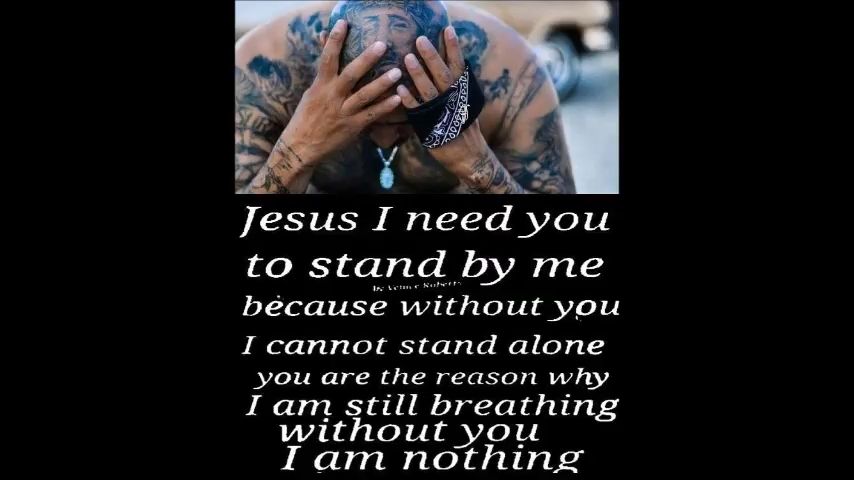 Jesus I need you
to stand by me
by Venice Roberts
because without you
I cannot stand alone
you are the reason why
I am still breathing
without you
I am nothing